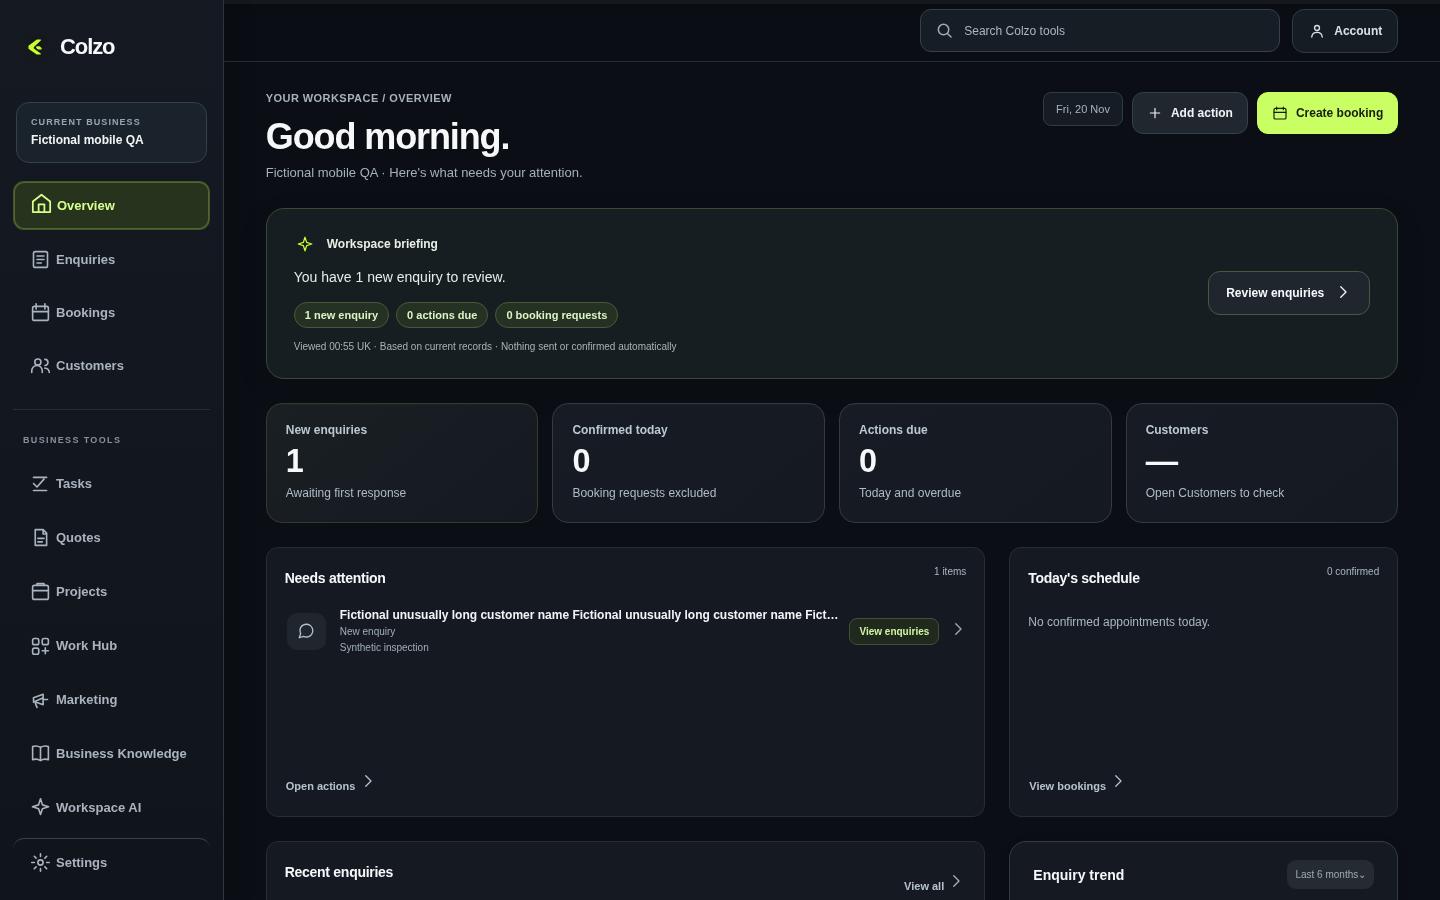 Colzo
Search Colzo tools
Account
CURRENT BUSINESS
Fictional mobile QA
Overview
Enquiries
Bookings
Customers
BUSINESS TOOLS
Tasks
Quotes
Projects
Work Hub
Marketing
Business Knowledge
Workspace AI
Settings
YOUR WORKSPACE / OVERVIEW
Good morning.
Fictional mobile QA · Here's what needs your attention.
Fri, 20 Nov
Add action
Create booking
Workspace briefing
You have 1 new enquiry to review.
1 new enquiry
0 actions due
0 booking requests
Viewed 00:55 UK · Based on current records · Nothing sent or confirmed automatically
Review enquiries
New enquiries
1
Awaiting first response
Confirmed today
0
Booking requests excluded
Actions due
0
Today and overdue
Customers
—
Open Customers to check
Needs attention
1 items
Fictional unusually long customer name Fictional unusually long customer name Fict…
New enquiry
Synthetic inspection
View enquiries
Open actions
Today's schedule
0 confirmed
No confirmed appointments today.
View bookings
Recent enquiries
View all
Enquiry trend
Last 6 months